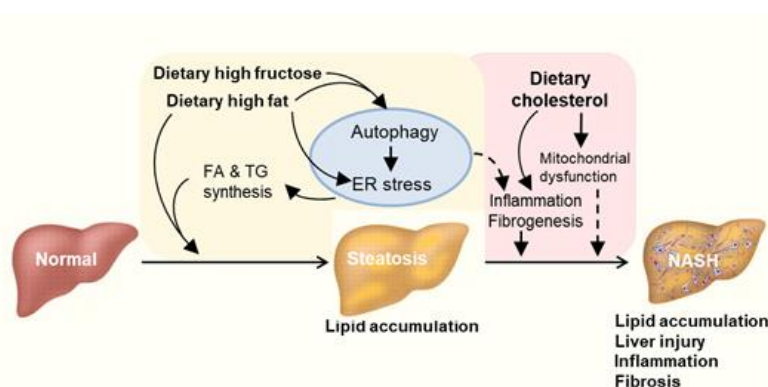 Dietary high fructose
Dietary high fat
Autophagy
ER stress
FA & TG
synthesis
Dietary
cholesterol
Mitochondrial
dysfunction
Inflammation
Fibrogenesis
Normal
Steatosis
NASH
Lipid accumulation
Lipid accumulation
Liver injury
Inflammation
Fibrosis